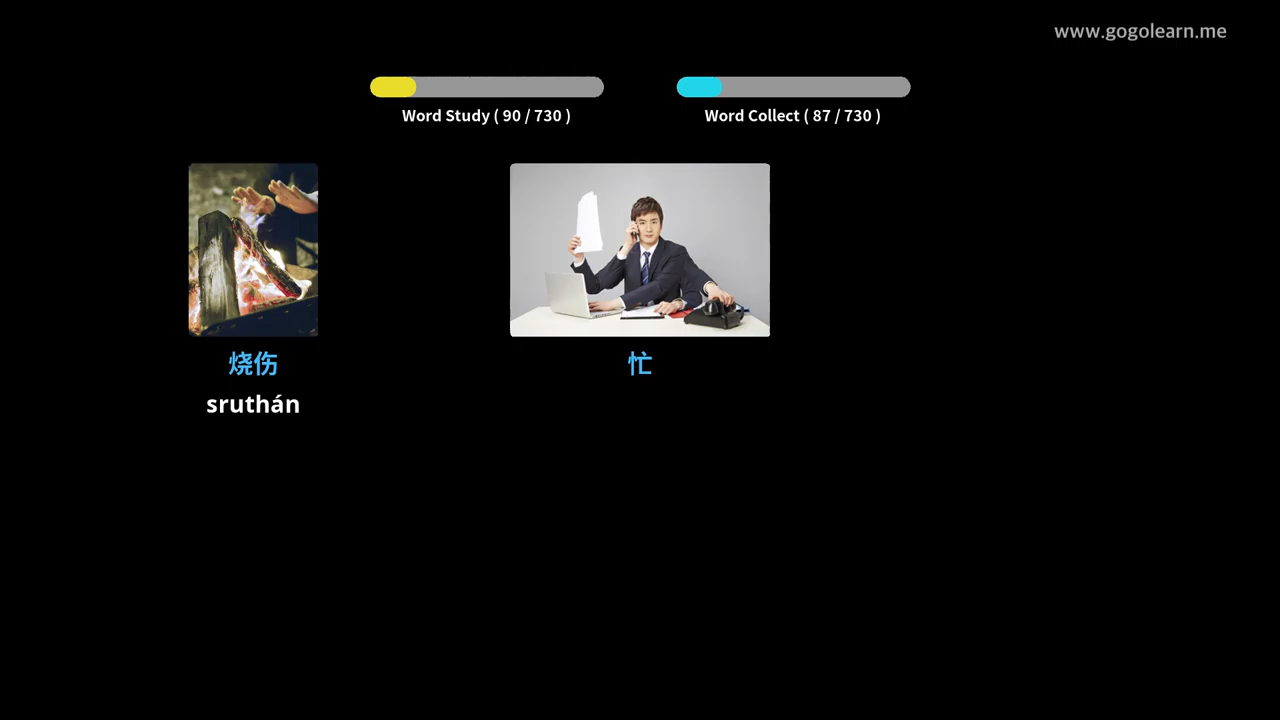 www.gogolearn.me
Word Study ( 90 / 730 )
Word Collect ( 87 / 730 )
烧伤
忙
sruthán